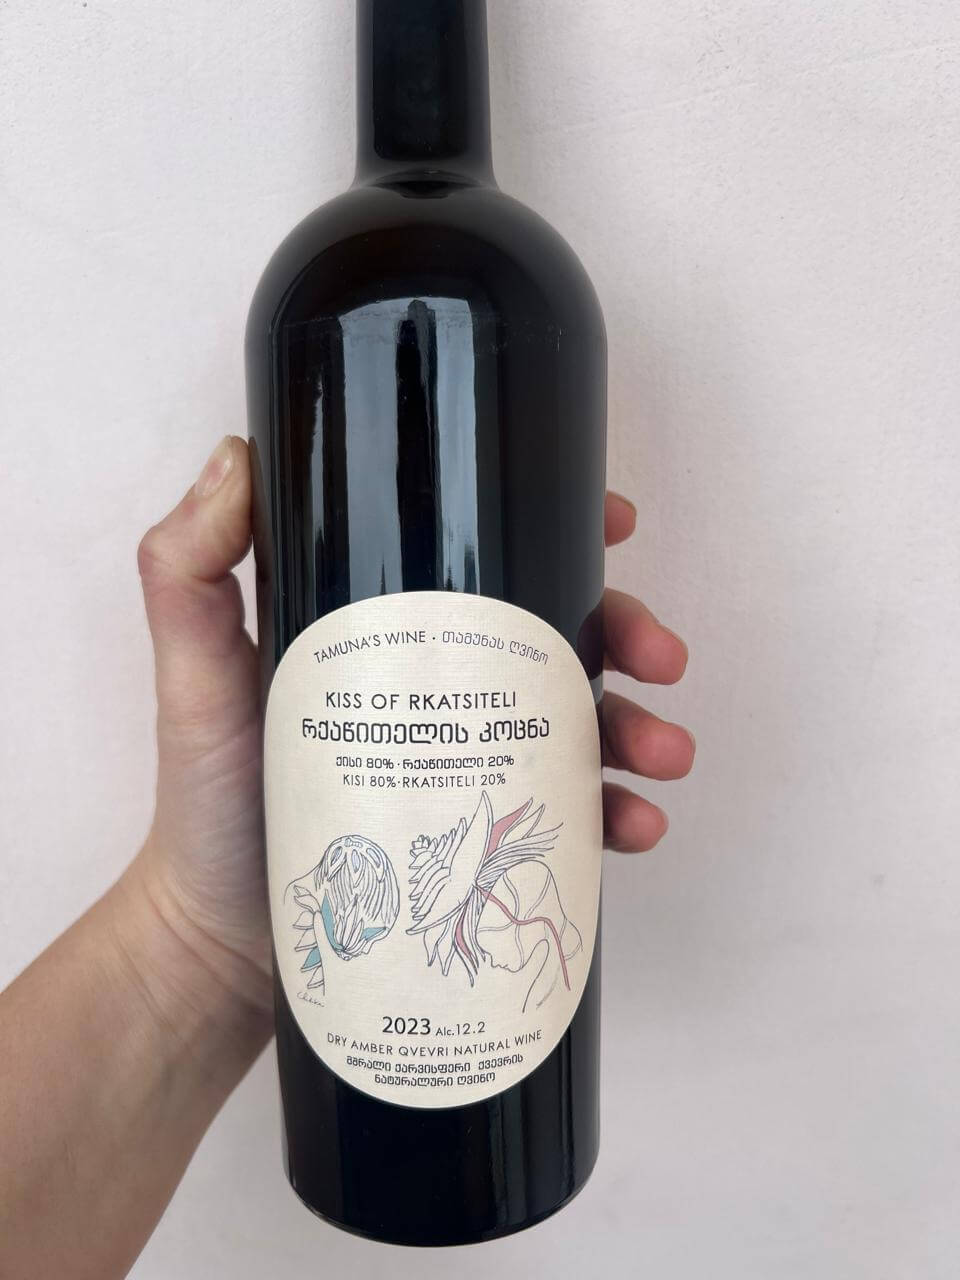 TAMUNA'S WINE · თამუნას ღვინო
KISS OF RKATSITELI
რქაწითელის კოცნა
ქისი 80% · რქაწითელი 20%
KISI 80% · RKATSITELI 20%
2023 Alc.12.2
DRY AMBER QVEVRI NATURAL WINE
მშრალი ქარვისფერი ქვევრის
ნატურალური ღვინო